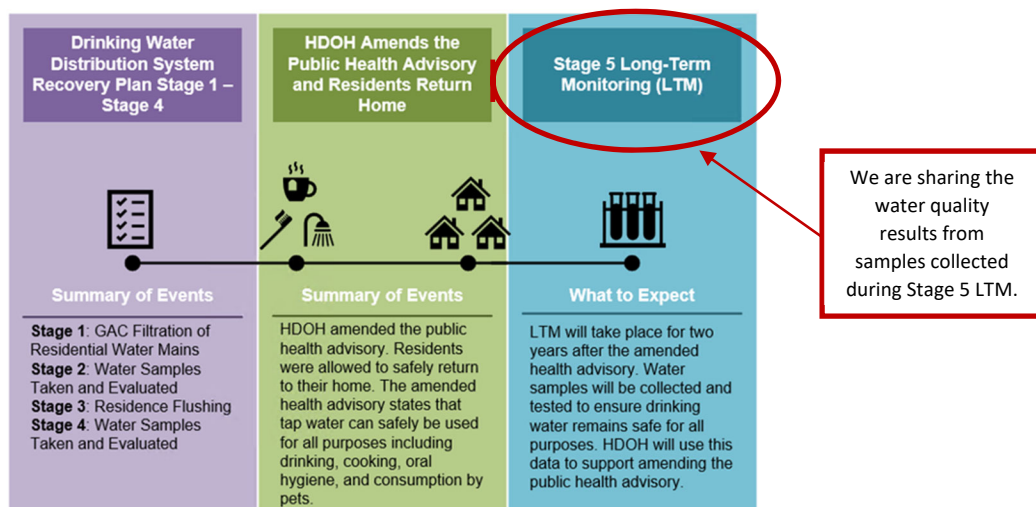 Drinking Water
Distribution System
Recovery Plan Stage 1 –
Stage 4
Summary of Events
Stage 1: GAC Filtration of
Residential Water Mains
Stage 2: Water Samples
Taken and Evaluated
Stage 3: Residence Flushing
Stage 4: Water Samples
Taken and Evaluated
HDOH Amends the
Public Health Advisory
and Residents Return
Home
Summary of Events
HDOH amended the public
health advisory. Residents
were allowed to safely return
to their home. The amended
health advisory states that
tap water can safely be used
for all purposes including
drinking, cooking, oral
hygiene, and consumption by
pets.
Stage 5 Long-Term
Monitoring (LTM)
What to Expect
LTM will take place for two
years after the amended
health advisory. Water
samples will be collected and
tested to ensure drinking
water remains safe for all
purposes. HDOH will use this
data to support amending the
public health advisory.
We are sharing the
water quality
results from
samples collected
during Stage 5 LTM.